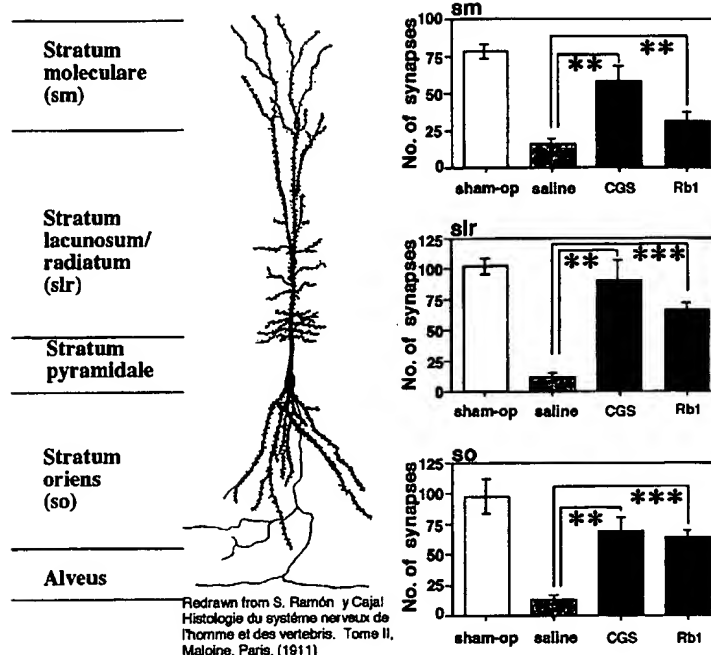 Stratum
moleculare
(sm)
Stratum
lacunosum/
radiatum
(slr)
Stratum
pyramidale
Stratum
oriens
(so)
Alveus
Redrawn from S. Ramón y Cajal
Histologie du systéme nerveux de
l'homme et des vertebris. Tome II,
Maloine, Paris, (1911)
sm
No. of synapses
100
75
50
25
0
** **
sham-op saline CGS Rb1
slr
No. of synapses
125
100
75
50
25
0
** ***
sham-op saline CGS Rb1
so
No. of synapses
125
100
75
50
25
0
** ***
sham-op saline CGS Rb1